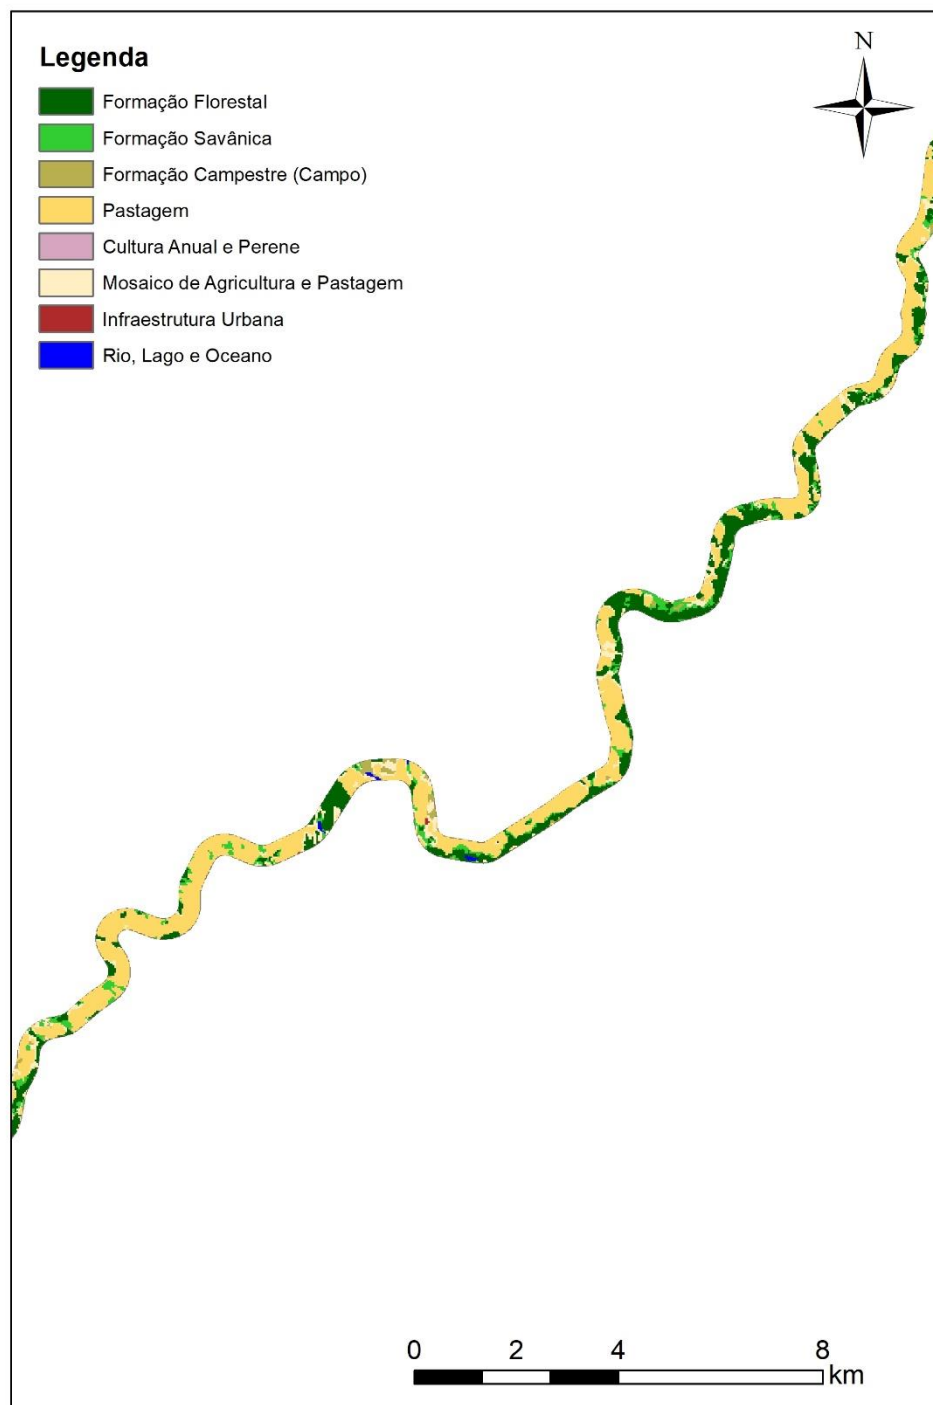 Legenda
N
Formação Florestal
Formação Savânica
Formação Campestre (Campo)
Pastagem
Cultura Anual e Perene
Mosaico de Agricultura e Pastagem
Infraestrutura Urbana
Rio, Lago e Oceano
0 2 4 8
km